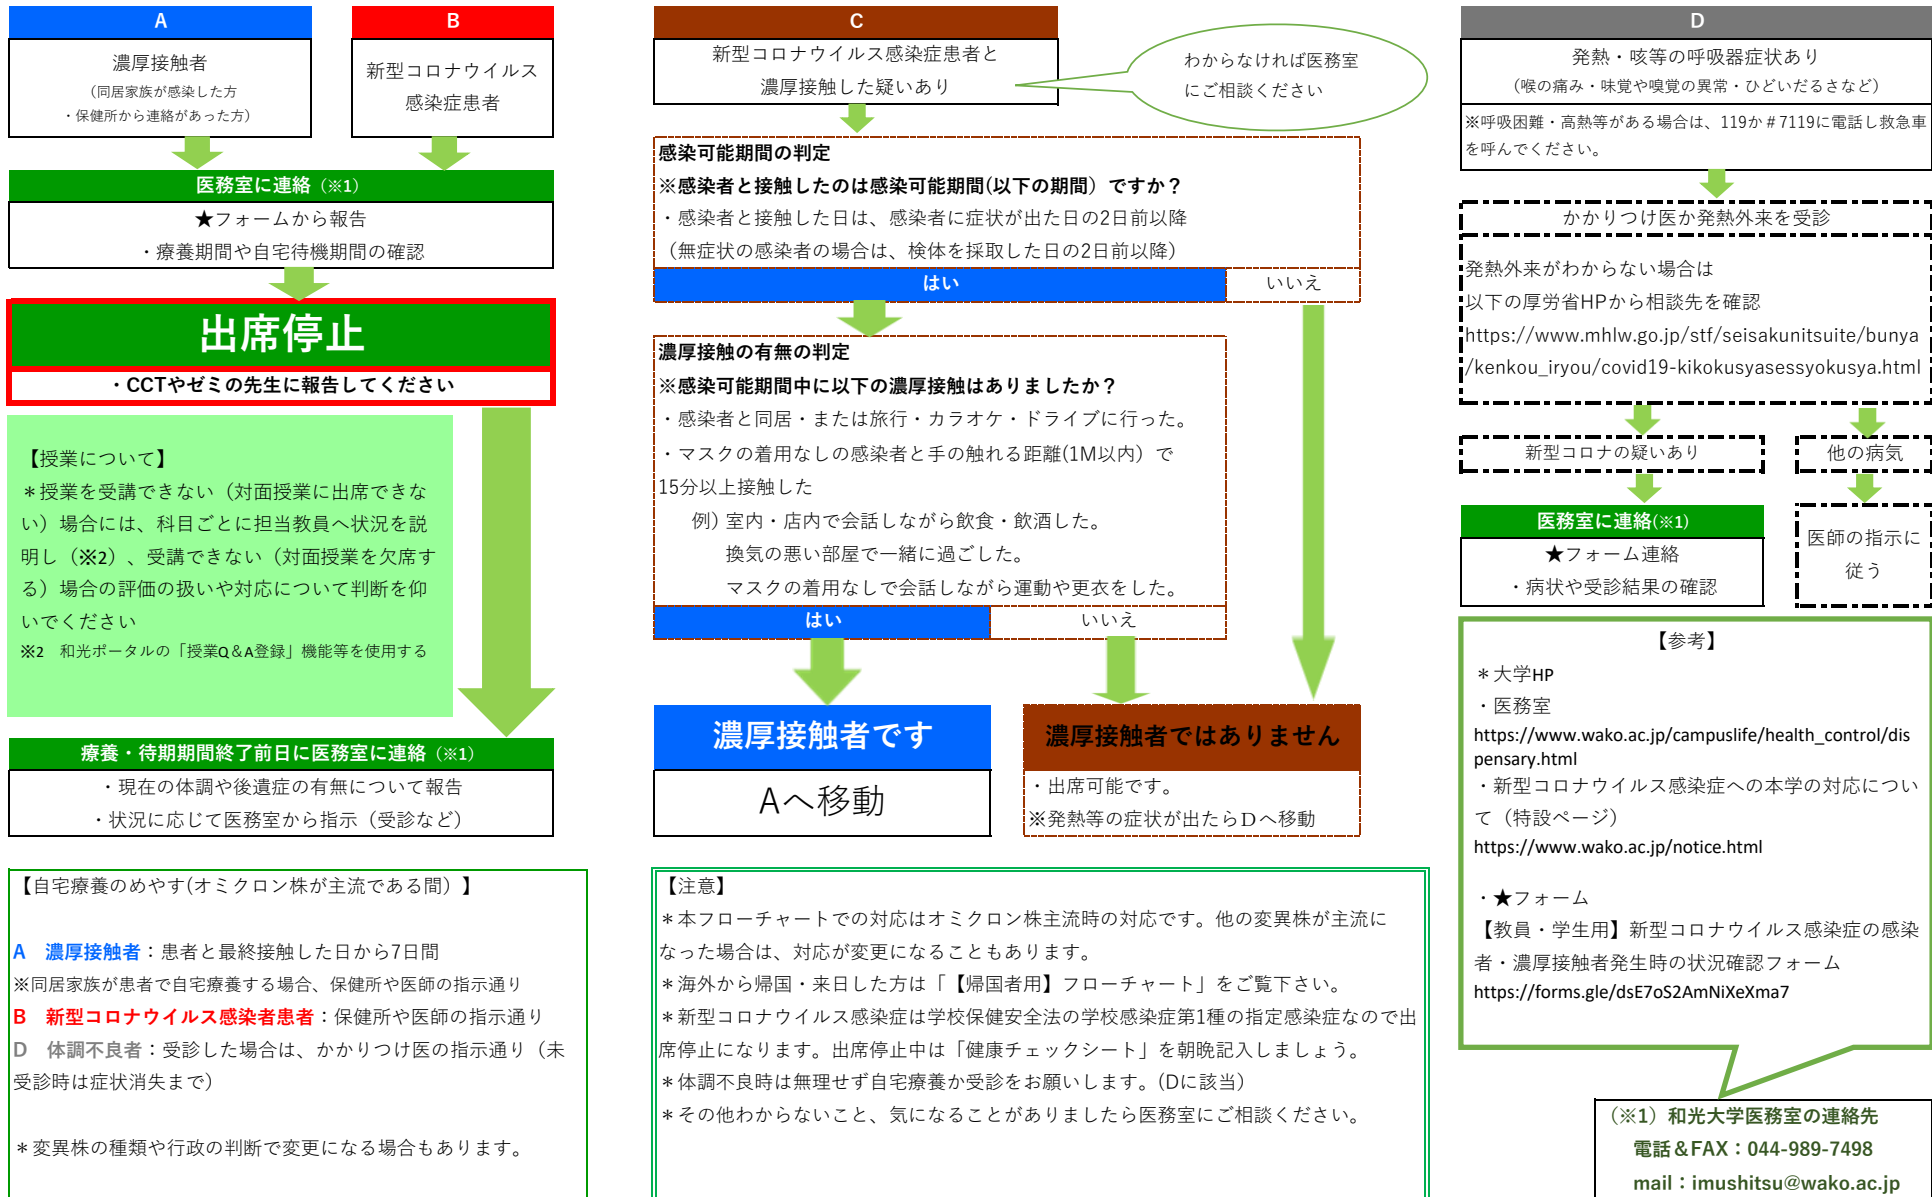 A
濃厚接触者
（同居家族が感染した方
・保健所から連絡があった方）
B
新型コロナウイルス
感染症患者
医務室に連絡（※1）
★フォームから報告
・療養期間や自宅待機期間の確認
出席停止
・CCTやゼミの先生に報告してください
【授業について】
＊授業を受講できない（対面授業に出席できな
い）場合には、科目ごとに担当教員へ状況を説
明し（※2）、受講できない（対面授業を欠席す
る）場合の評価の扱いや対応について判断を仰
いでください
※2　和光ポータルの「授業Q＆A登録」機能等を使用する
療養・待期期間終了前日に医務室に連絡（※1）
・現在の体調や後遺症の有無について報告
・状況に応じて医務室から指示（受診など）
【自宅療養のめやす(オミクロン株が主流である間）】
A　濃厚接触者：患者と最終接触した日から7日間
※同居家族が患者で自宅療養する場合、保健所や医師の指示通り
B　新型コロナウイルス感染者患者：保健所や医師の指示通り
D　体調不良者：受診した場合は、かかりつけ医の指示通り（未
受診時は症状消失まで）
＊変異株の種類や行政の判断で変更になる場合もあります。
C
新型コロナウイルス感染症患者と
濃厚接触した疑いあり
わからなければ医務室
にご相談ください
感染可能期間の判定
※感染者と接触したのは感染可能期間(以下の期間）ですか？
・感染者と接触した日は、感染者に症状が出た日の2日前以降
（無症状の感染者の場合は、検体を採取した日の2日前以降）
はい
いいえ
濃厚接触の有無の判定
※感染可能期間中に以下の濃厚接触はありましたか？
・感染者と同居・または旅行・カラオケ・ドライブに行った。
・マスクの着用なしの感染者と手の触れる距離(1M以内）で
15分以上接触した
例）室内・店内で会話しながら飲食・飲酒した。
換気の悪い部屋で一緒に過ごした。
マスクの着用なしで会話しながら運動や更衣をした。
はい
いいえ
濃厚接触者です
Aへ移動
濃厚接触者ではありません
・出席可能です。
※発熱等の症状が出たらDへ移動
【注意】
＊本フローチャートでの対応はオミクロン株主流時の対応です。他の変異株が主流に
なった場合は、対応が変更になることもあります。
＊海外から帰国・来日した方は「【帰国者用】フローチャート」をご覧下さい。
＊新型コロナウイルス感染症は学校保健安全法の学校感染症第1種の指定感染症なので出
席停止になります。出席停止中は「健康チェックシート」を朝晩記入しましょう。
＊体調不良時は無理せず自宅療養か受診をお願いします。(Dに該当)
＊その他わからないこと、気になることがありましたら医務室にご相談ください。
D
発熱・咳等の呼吸器症状あり
（喉の痛み・味覚や嗅覚の異常・ひどいだるさなど）
※呼吸困難・高熱等がある場合は、119か＃7119に電話し救急車
を呼んでください。
かかりつけ医か発熱外来を受診
発熱外来がわからない場合は
以下の厚労省HPから相談先を確認
https://www.mhlw.go.jp/stf/seisakunitsuite/bunya
/kenkou_iryou/covid19-kikokusyasessyokusya.html
新型コロナの疑いあり
他の病気
医務室に連絡(※1)
★フォーム連絡
・病状や受診結果の確認
医師の指示に
従う
【参考】
＊大学HP
・医務室
https://www.wako.ac.jp/campuslife/health_control/dis
pensary.html
・新型コロナウイルス感染症への本学の対応につい
て（特設ページ）
https://www.wako.ac.jp/notice.html
・★フォーム
【教員・学生用】新型コロナウイルス感染症の感染
者・濃厚接触者発生時の状況確認フォーム
https://forms.gle/dsE7oS2AmNiXeXma7
（※1）和光大学医務室の連絡先
電話＆FAX：044-989-7498
mail：imushitsu@wako.ac.jp